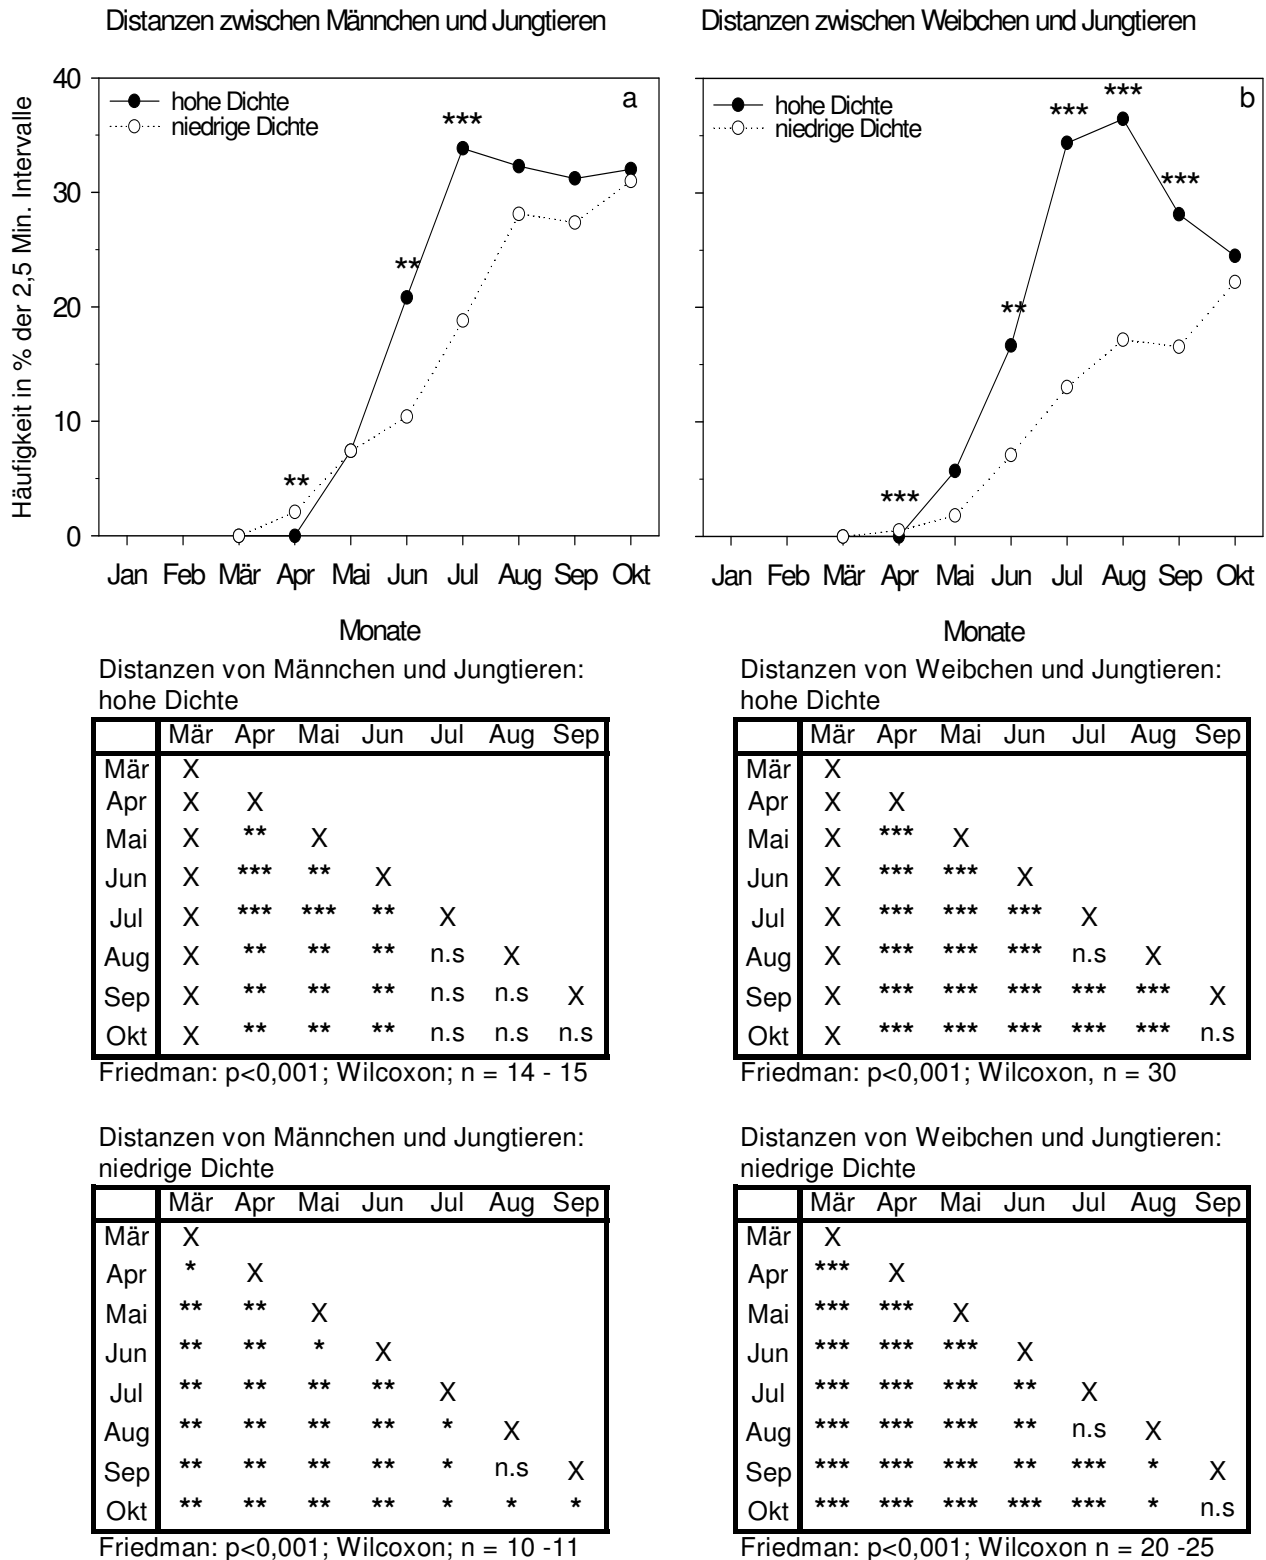 Distanzen zwischen Männchen und Jungtieren
Distanzen zwischen Weibchen und Jungtieren
Häufigkeit in % der 2,5 Min. Intervalle
40
30
20
10
0
hohe Dichte
niedrige Dichte
a
**
**
***
Jan Feb Mär Apr Mai Jun Jul Aug Sep Okt
Monate
hohe Dichte
niedrige Dichte
b
***
**
***
***
***
Jan Feb Mär Apr Mai Jun Jul Aug Sep Okt
Monate
Distanzen von Männchen und Jungtieren:
hohe Dichte
Mär Apr Mai Jun Jul Aug Sep
Mär X
Apr X X
Mai X ** X
Jun X *** ** X
Jul X *** *** ** X
Aug X ** ** ** n.s X
Sep X ** ** ** n.s n.s X
Okt X ** ** ** n.s n.s n.s
Friedman: p<0,001; Wilcoxon; n = 14 - 15
Distanzen von Weibchen und Jungtieren:
hohe Dichte
Mär Apr Mai Jun Jul Aug Sep
Mär X
Apr X X
Mai X *** X
Jun X *** *** X
Jul X *** *** *** X
Aug X *** *** *** n.s X
Sep X *** *** *** *** *** X
Okt X *** *** *** *** *** n.s
Friedman: p<0,001; Wilcoxon, n = 30
Distanzen von Männchen und Jungtieren:
niedrige Dichte
Mär Apr Mai Jun Jul Aug Sep
Mär X
Apr * X
Mai ** ** X
Jun ** ** * X
Jul ** ** ** ** X
Aug ** ** ** ** * X
Sep ** ** ** ** * n.s X
Okt ** ** ** ** * * *
Friedman: p<0,001; Wilcoxon; n = 10 -11
Distanzen von Weibchen und Jungtieren:
niedrige Dichte
Mär Apr Mai Jun Jul Aug Sep
Mär X
Apr *** X
Mai *** *** X
Jun *** *** *** X
Jul *** *** *** ** X
Aug *** *** *** ** n.s X
Sep *** *** *** ** *** * X
Okt *** *** *** *** *** * n.s
Friedman: p<0,001; Wilcoxon n = 20 -25